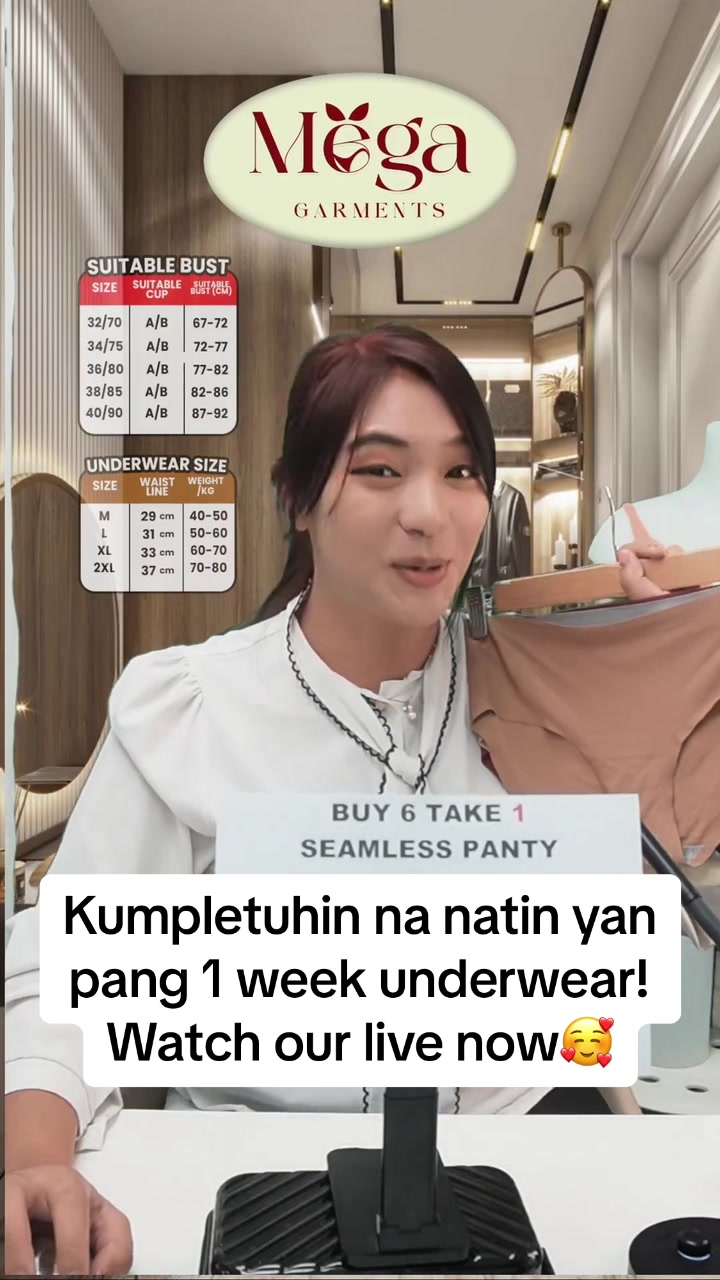 Mega
GARMENTS
SUITABLE BUST
SIZE SUITABLE CUP SUITABLE BUST (CM)
32/70 A/B 67-72
34/75 A/B 72-77
36/80 A/B 77-82
38/85 A/B 82-86
40/90 A/B 87-92
UNDERWEAR SIZE
SIZE WAIST LINE WEIGHT /KG
M 29 cm 40-50
L 31 cm 50-60
XL 33 cm 60-70
2XL 37 cm 70-80
BUY 6 TAKE 1
SEAMLESS PANTY
Kumpletuhin na natin yan
pang 1 week underwear!
Watch our live now🥰